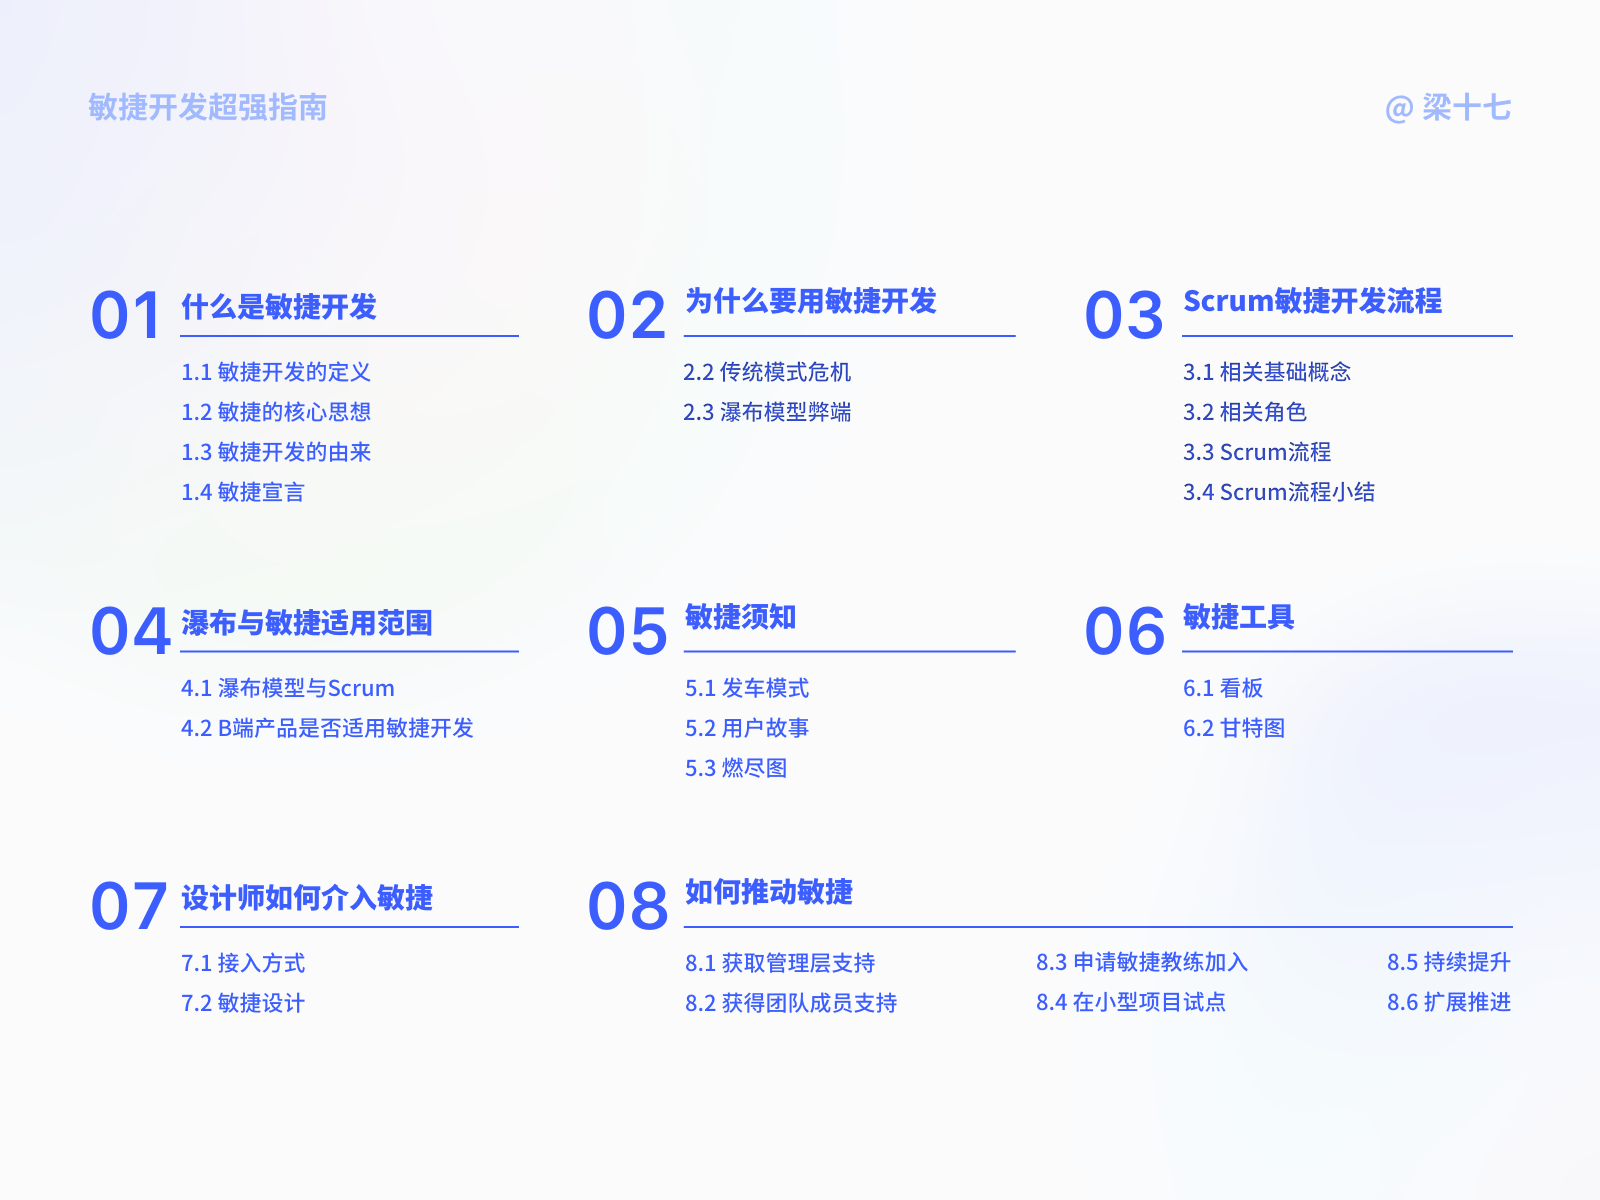 敏捷开发超强指南
@ 梁十七
01 什么是敏捷开发
1.1 敏捷开发的定义
1.2 敏捷的核心思想
1.3 敏捷开发的由来
1.4 敏捷宣言
02 为什么要用敏捷开发
2.2 传统模式危机
2.3 瀑布模型弊端
03 Scrum敏捷开发流程
3.1 相关基础概念
3.2 相关角色
3.3 Scrum流程
3.4 Scrum流程小结
04 瀑布与敏捷适用范围
4.1 瀑布模型与Scrum
4.2 B端产品是否适用敏捷开发
05 敏捷须知
5.1 发车模式
5.2 用户故事
5.3 燃尽图
06 敏捷工具
6.1 看板
6.2 甘特图
07 设计师如何介入敏捷
7.1 接入方式
7.2 敏捷设计
08 如何推动敏捷
8.1 获取管理层支持
8.2 获得团队成员支持
8.3 申请敏捷教练加入
8.4 在小型项目试点
8.5 持续提升
8.6 扩展推进